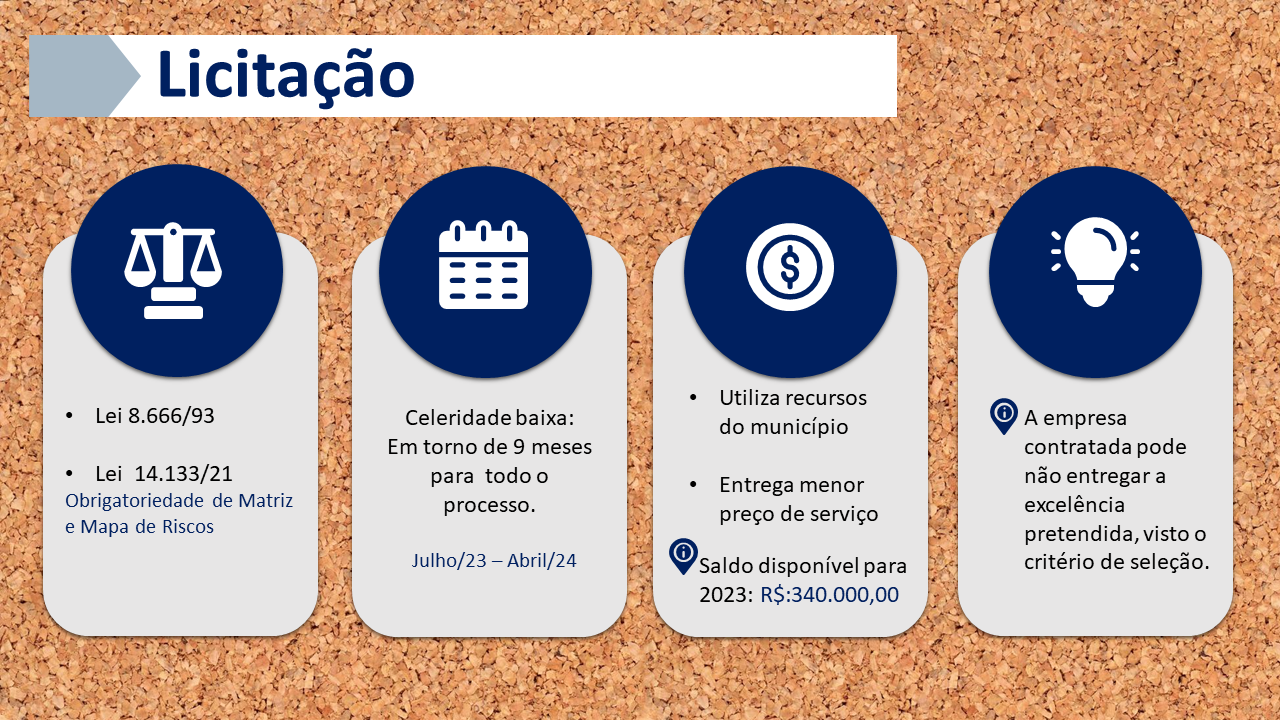 Licitação
Lei 8.666/93
Lei 14.133/21
Obrigatoriedade de Matriz
e Mapa de Riscos
Celeridade baixa:
Em torno de 9 meses
para todo o
processo.
Julho/23 – Abril/24
Utiliza recursos
do município
Entrega menor
preço de serviço
Saldo disponível para
2023: R$:340.000,00
A empresa
contratada pode
não entregar a
excelência
pretendida, visto o
critério de seleção.